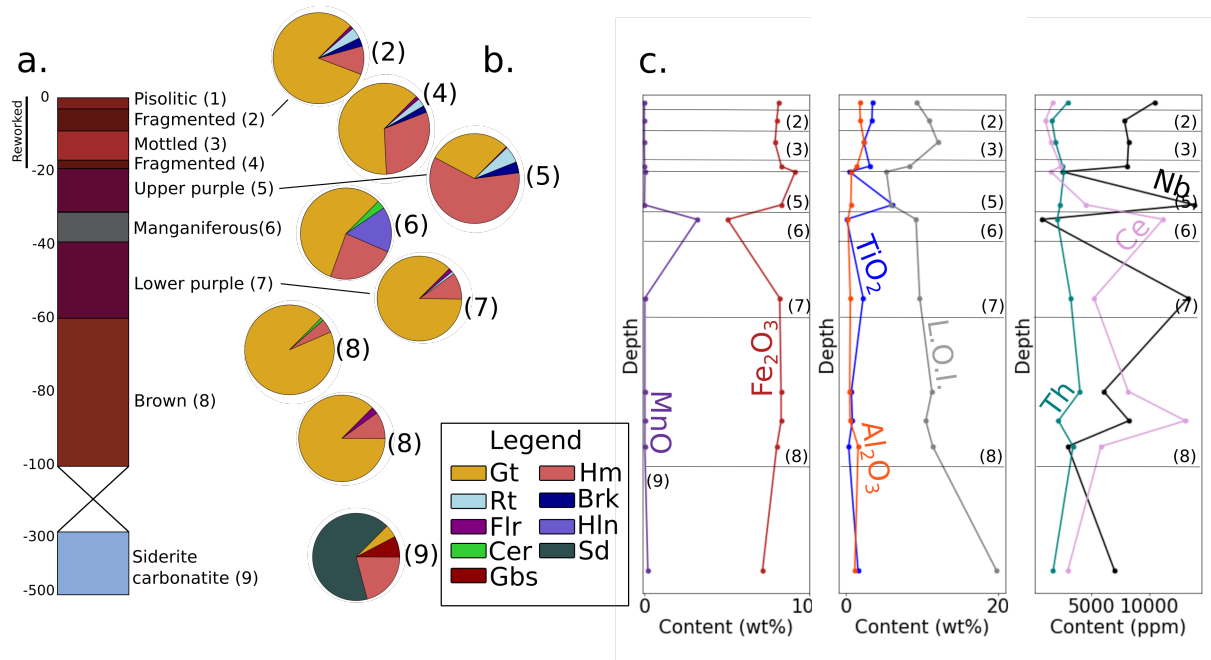 a.
b.
c.
Reworked
0
-20
-40
-60
-80
-100
-300
-500
Pisolitic (1)
Fragmented (2)
Mottled (3)
Fragmented (4)
Upper purple (5)
Manganiferous(6)
Lower purple (7)
Brown (8)
Siderite
carbonatite (9)
(2)
(4)
(5)
(6)
(7)
(8)
(8)
(9)
Legend
Gt
Hm
Rt
Brk
Flr
Hln
Cer
Sd
Gbs
Depth
(2)
(3)
(5)
(6)
(7)
(8)
(9)
MnO
Fe2O3
0
10
Content (wt%)
Depth
(2)
(3)
(5)
(6)
(7)
(8)
TiO2
L.O.I.
Al2O3
0
20
Content (wt%)
Depth
(2)
(3)
(5)
(6)
(7)
(8)
Nb
Ce
Th
5000
10000
Content (ppm)